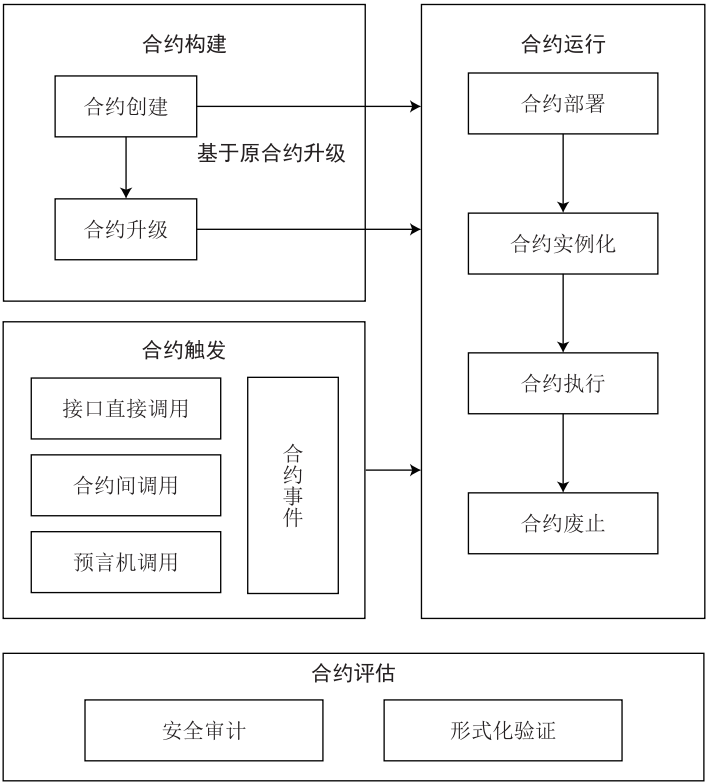 合约构建
合约创建
基于原合约升级
合约升级
合约触发
接口直接调用
合约间调用
预言机调用
合约事件
合约运行
合约部署
合约实例化
合约执行
合约废止
合约评估
安全审计
形式化验证